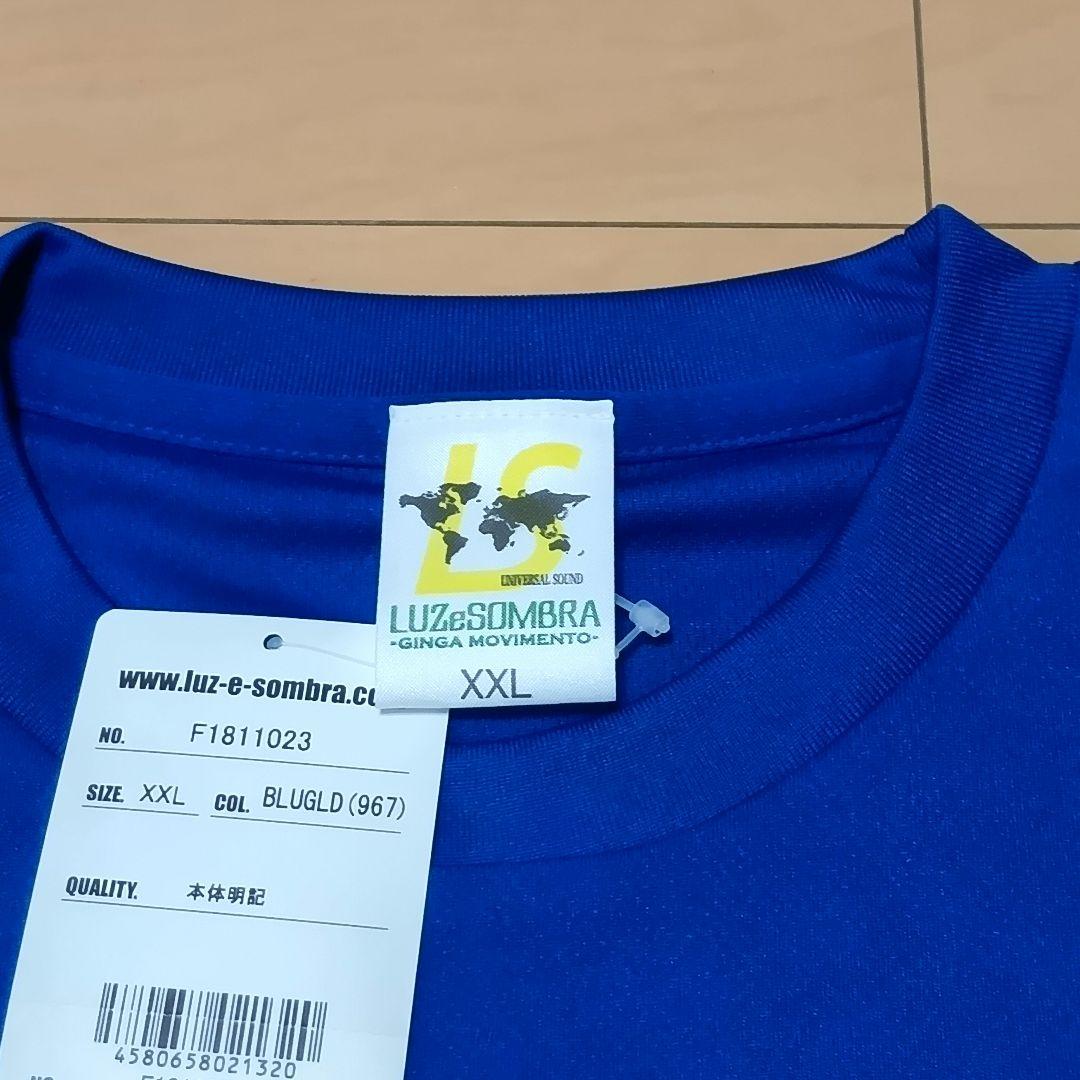 LS
UNIVERSAL SOUND
LUZeSOMBRA
-GINGA MOVIMENTO-
XXL
www.luz-e-sombra.co
NO. F1811023
SIZE. XXL COL. BLUGLD(967)
QUALITY. 本体明記
4580658021320